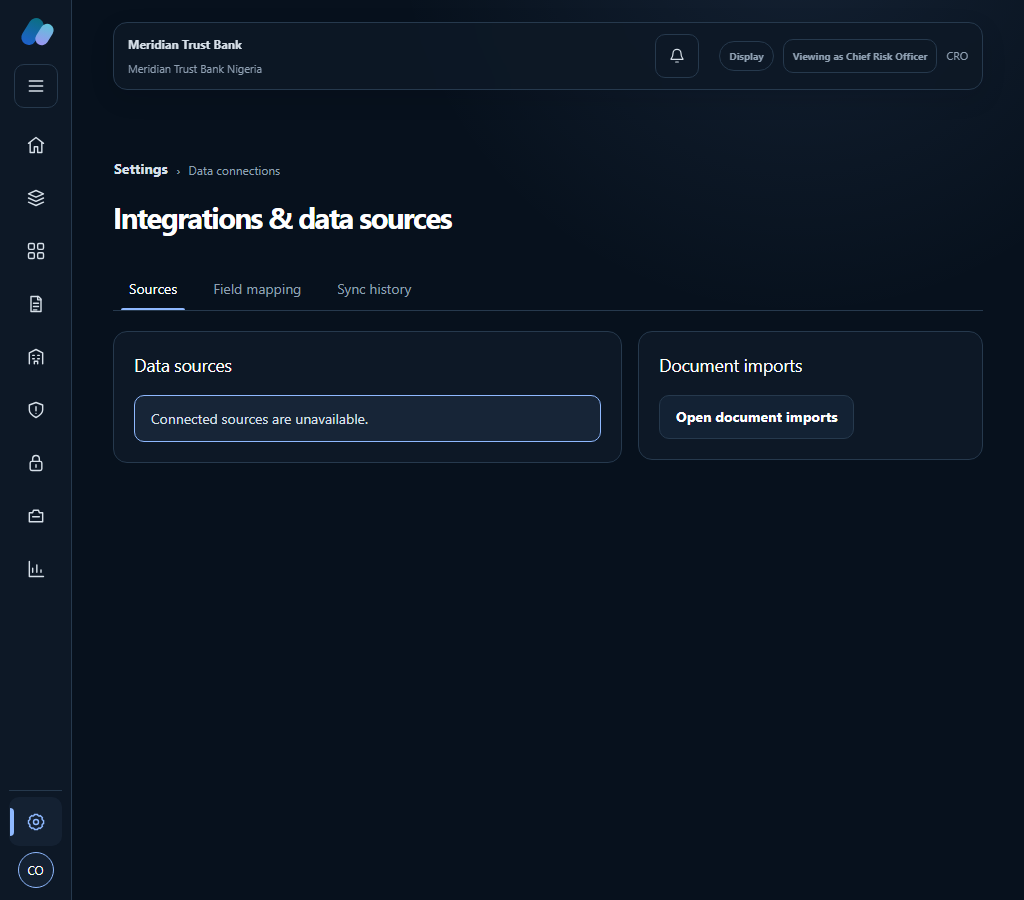 Meridian Trust Bank
Meridian Trust Bank Nigeria
Display
Viewing as Chief Risk Officer
CRO
Settings › Data connections
Integrations & data sources
Sources
Field mapping
Sync history
Data sources
Connected sources are unavailable.
Document imports
Open document imports
CO